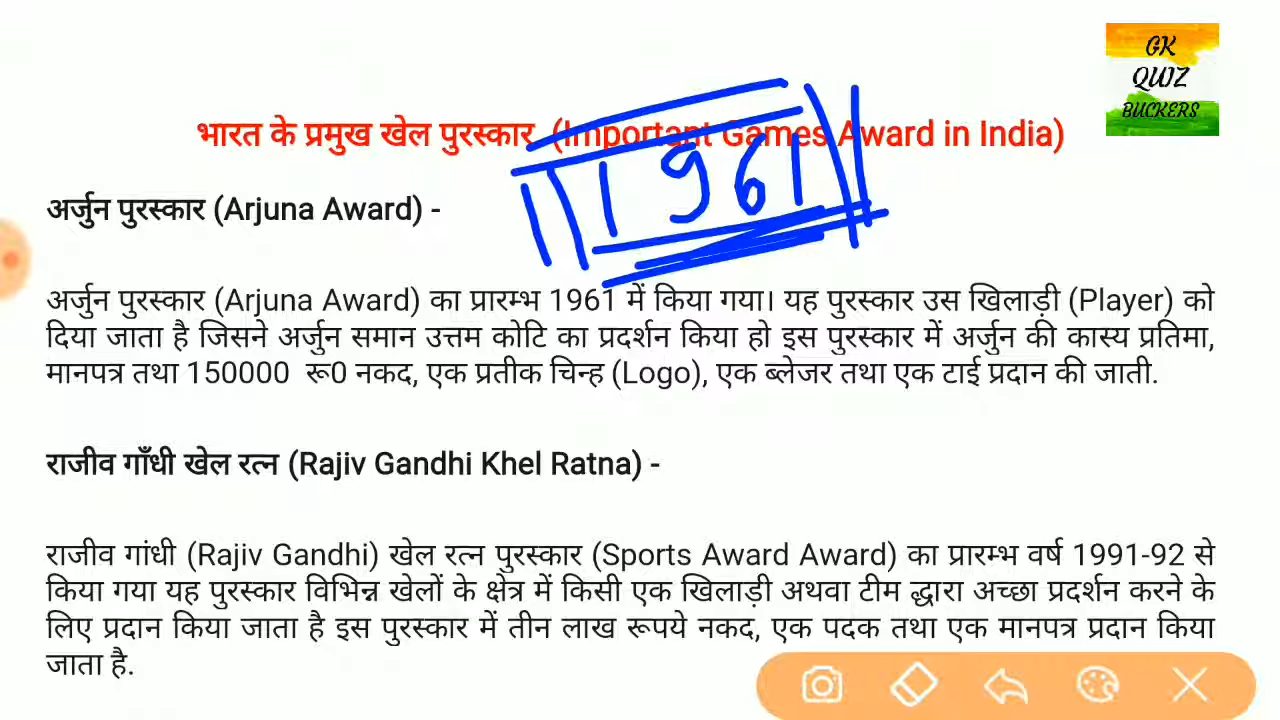 GK
QUIZ
BUCKERS
भारत के प्रमुख खेल पुरस्कार (Important Games Award in India)
1961
अर्जुन पुरस्कार (Arjuna Award) -
अर्जुन पुरस्कार (Arjuna Award) का प्रारम्भ 1961 में किया गया। यह पुरस्कार उस खिलाड़ी (Player) को
दिया जाता है जिसने अर्जुन समान उत्तम कोटि का प्रदर्शन किया हो इस पुरस्कार में अर्जुन की कास्य प्रतिमा,
मानपत्र तथा 150000 रू0 नकद, एक प्रतीक चिन्ह (Logo), एक ब्लेजर तथा एक टाई प्रदान की जाती.
राजीव गाँधी खेल रत्न (Rajiv Gandhi Khel Ratna) -
राजीव गांधी (Rajiv Gandhi) खेल रत्न पुरस्कार (Sports Award Award) का प्रारम्भ वर्ष 1991-92 से
किया गया यह पुरस्कार विभिन्न खेलों के क्षेत्र में किसी एक खिलाड़ी अथवा टीम द्धारा अच्छा प्रदर्शन करने के
लिए प्रदान किया जाता है इस पुरस्कार में तीन लाख रूपये नकद, एक पदक तथा एक मानपत्र प्रदान किया
जाता है.